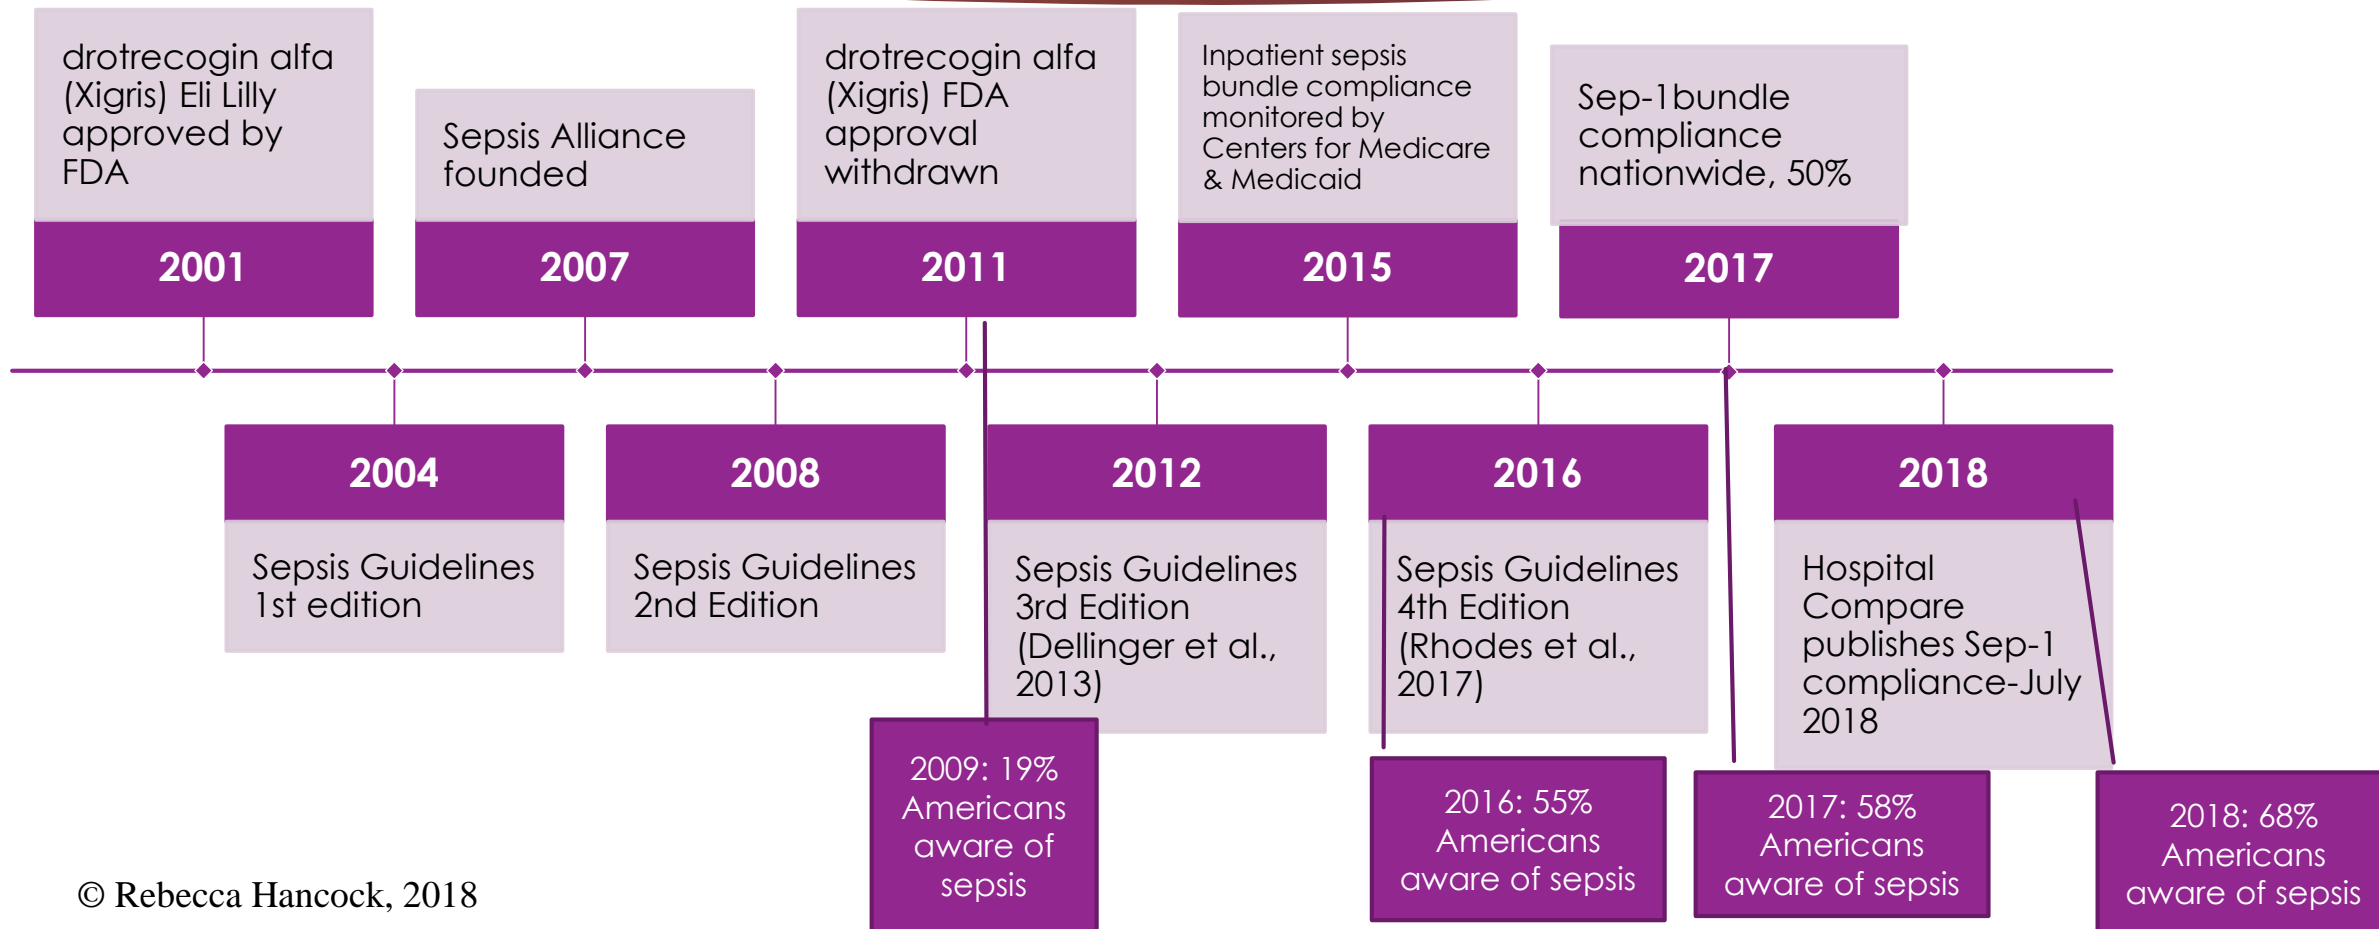 drotrecogin alfa
(Xigris) Eli Lilly
approved by
FDA
2001
Sepsis Alliance
founded
2007
drotrecogin alfa
(Xigris) FDA
approval
withdrawn
2011
Inpatient sepsis
bundle compliance
monitored by
Centers for Medicare
& Medicaid
2015
Sep-1bundle
compliance
nationwide, 50%
2017
2004
Sepsis Guidelines
1st edition
2008
Sepsis Guidelines
2nd Edition
2012
Sepsis Guidelines
3rd Edition
(Dellinger et al.,
2013)
2016
Sepsis Guidelines
4th Edition
(Rhodes et al.,
2017)
2018
Hospital
Compare
publishes Sep-1
compliance-July
2018
2009: 19%
Americans
aware of
sepsis
2016: 55%
Americans
aware of sepsis
2017: 58%
Americans
aware of sepsis
2018: 68%
Americans
aware of sepsis
© Rebecca Hancock, 2018